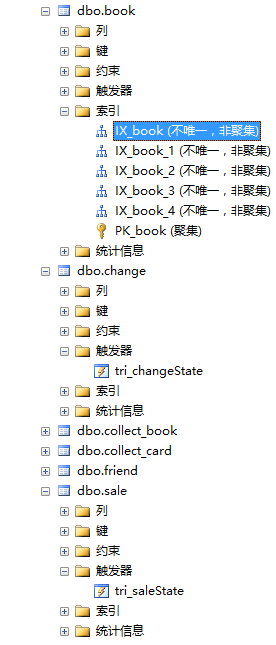 dbo.book
列
键
约束
触发器
索引
IX_book (不唯一，非聚集)
IX_book_1 (不唯一，非聚集)
IX_book_2 (不唯一，非聚集)
IX_book_3 (不唯一，非聚集)
IX_book_4 (不唯一，非聚集)
PK_book (聚集)
统计信息
dbo.change
列
键
约束
触发器
tri_changeState
索引
统计信息
dbo.collect_book
dbo.collect_card
dbo.friend
dbo.sale
列
键
约束
触发器
tri_saleState
索引
统计信息